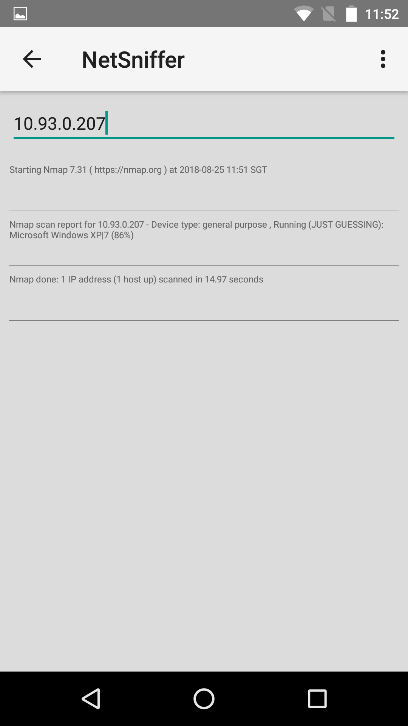 11:52
NetSniffer
10.93.0.207
Starting Nmap 7.31 ( https://nmap.org ) at 2018-08-25 11:51 SGT
Nmap scan report for 10.93.0.207 - Device type: general purpose , Running (JUST GUESSING):
Microsoft Windows XP|7 (86%)
Nmap done: 1 IP address (1 host up) scanned in 14.97 seconds